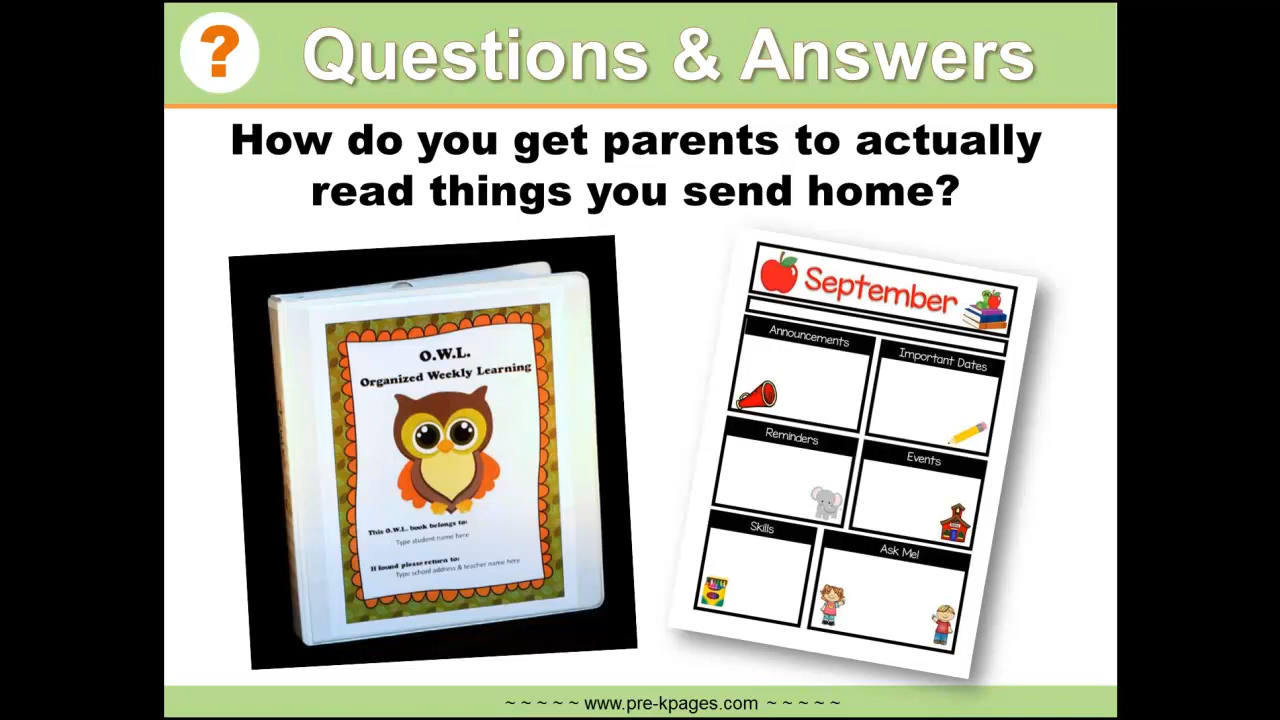 ?
Questions & Answers
How do you get parents to actually
read things you send home?
O.W.L.
Organized Weekly Learning
This O.W.L. book belongs to:
Type student name here
If found please return to:
Type school address & teacher name here
September
Announcements
Important Dates
Reminders
Events
Skills
Ask Me!
~ ~ ~ ~ ~ www.pre-kpages.com ~ ~ ~ ~ ~